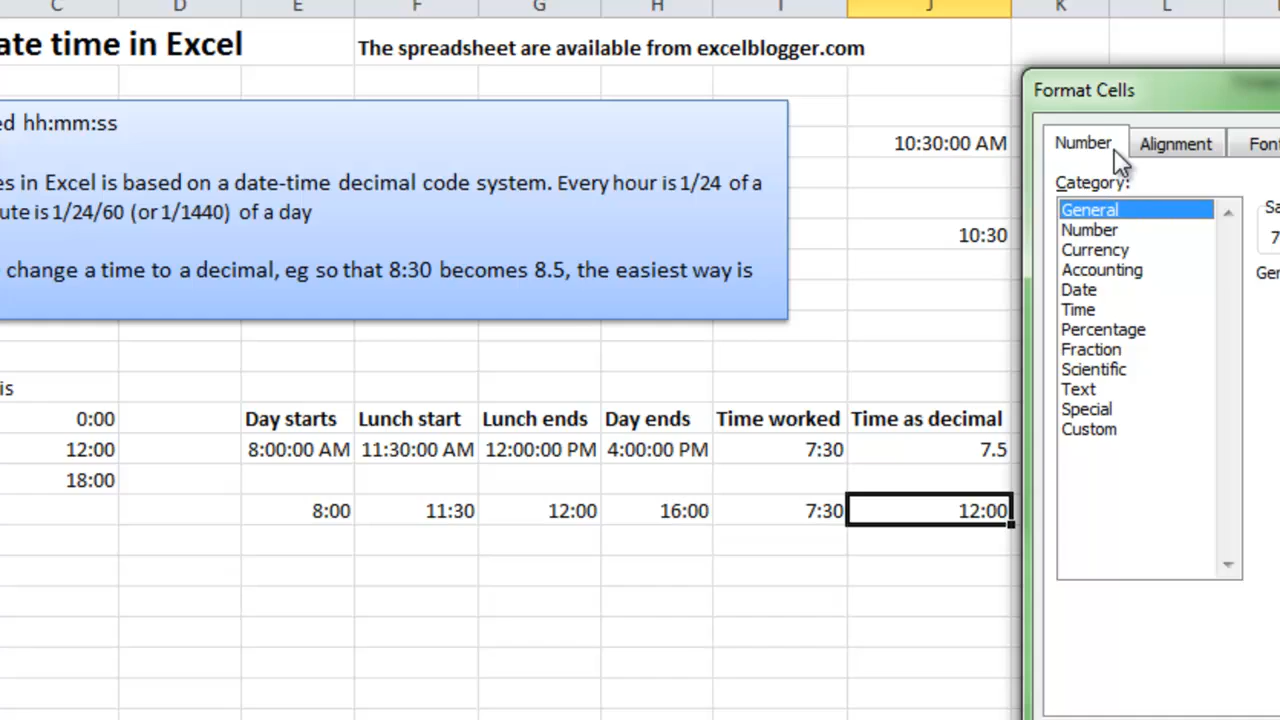 C D E F G H I J K L
ate time in Excel
The spreadsheet are available from excelblogger.com
ed hh:mm:ss
es in Excel is based on a date-time decimal code system. Every hour is 1/24 of a
ute is 1/24/60 (or 1/1440) of a day
change a time to a decimal, eg so that 8:30 becomes 8.5, the easiest way is
10:30:00 AM
10:30
is
0:00 Day starts Lunch start Lunch ends Day ends Time worked Time as decimal
12:00 8:00:00 AM 11:30:00 AM 12:00:00 PM 4:00:00 PM 7:30 7.5
18:00
8:00 11:30 12:00 16:00 7:30 12:00
Format Cells
Number Alignment Font
Category:
General
Number
Currency
Accounting
Date
Time
Percentage
Fraction
Scientific
Text
Special
Custom
Sa
7
Ger